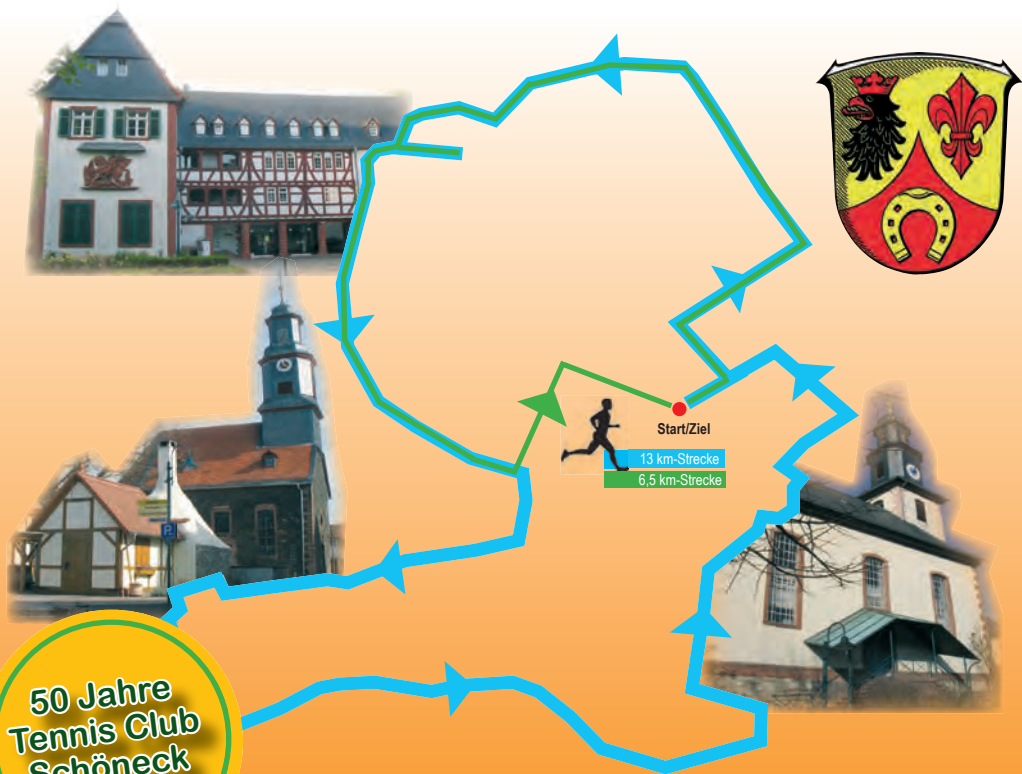 Start/Ziel
13 km-Strecke
6,5 km-Strecke
50 Jahre
Tennis Club
Schöneck